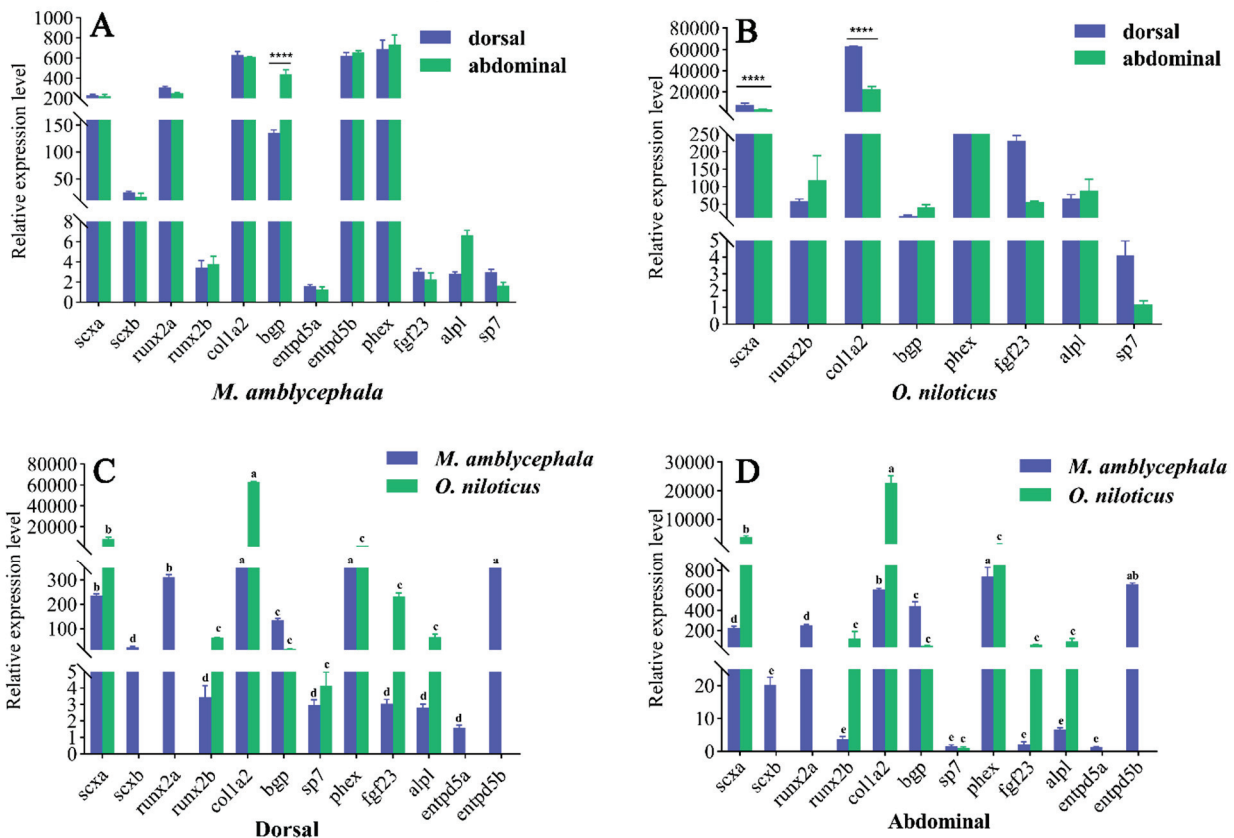 A
dorsal
abdominal
Relative expression level
1000
800
600
400
200
150
100
50
8
6
4
2
0
****
scxa
scxb
runx2a
runx2b
col1a2
bgp
entpd5a
entpd5b
phex
fgf23
alpl
sp7
M. amblycephala
B
dorsal
abdominal
Relative expression level
80000
60000
40000
20000
250
200
150
100
50
5
4
3
2
1
0
****
****
scxa
runx2b
col1a2
bgp
phex
fgf23
alpl
sp7
O. niloticus
C
M. amblycephala
O. niloticus
Relative expression level
80000
60000
40000
20000
300
200
100
5
4
3
2
1
0
b
b
d
b
d
c
a
a
c
c
d
c
a
c
d
c
d
c
d
a
scxa
scxb
runx2a
runx2b
col1a2
bgp
sp7
phex
fgf23
alpl
entpd5a
entpd5b
Dorsal
D
M. amblycephala
O. niloticus
Relative expression level
30000
20000
10000
800
600
400
200
20
10
0
d
b
e
d
e
c
b
a
c
c
e
c
a
c
e
c
e
c
e
ab
scxa
scxb
runx2a
runx2b
col1a2
bgp
sp7
phex
fgf23
alpl
entpd5a
entpd5b
Abdominal